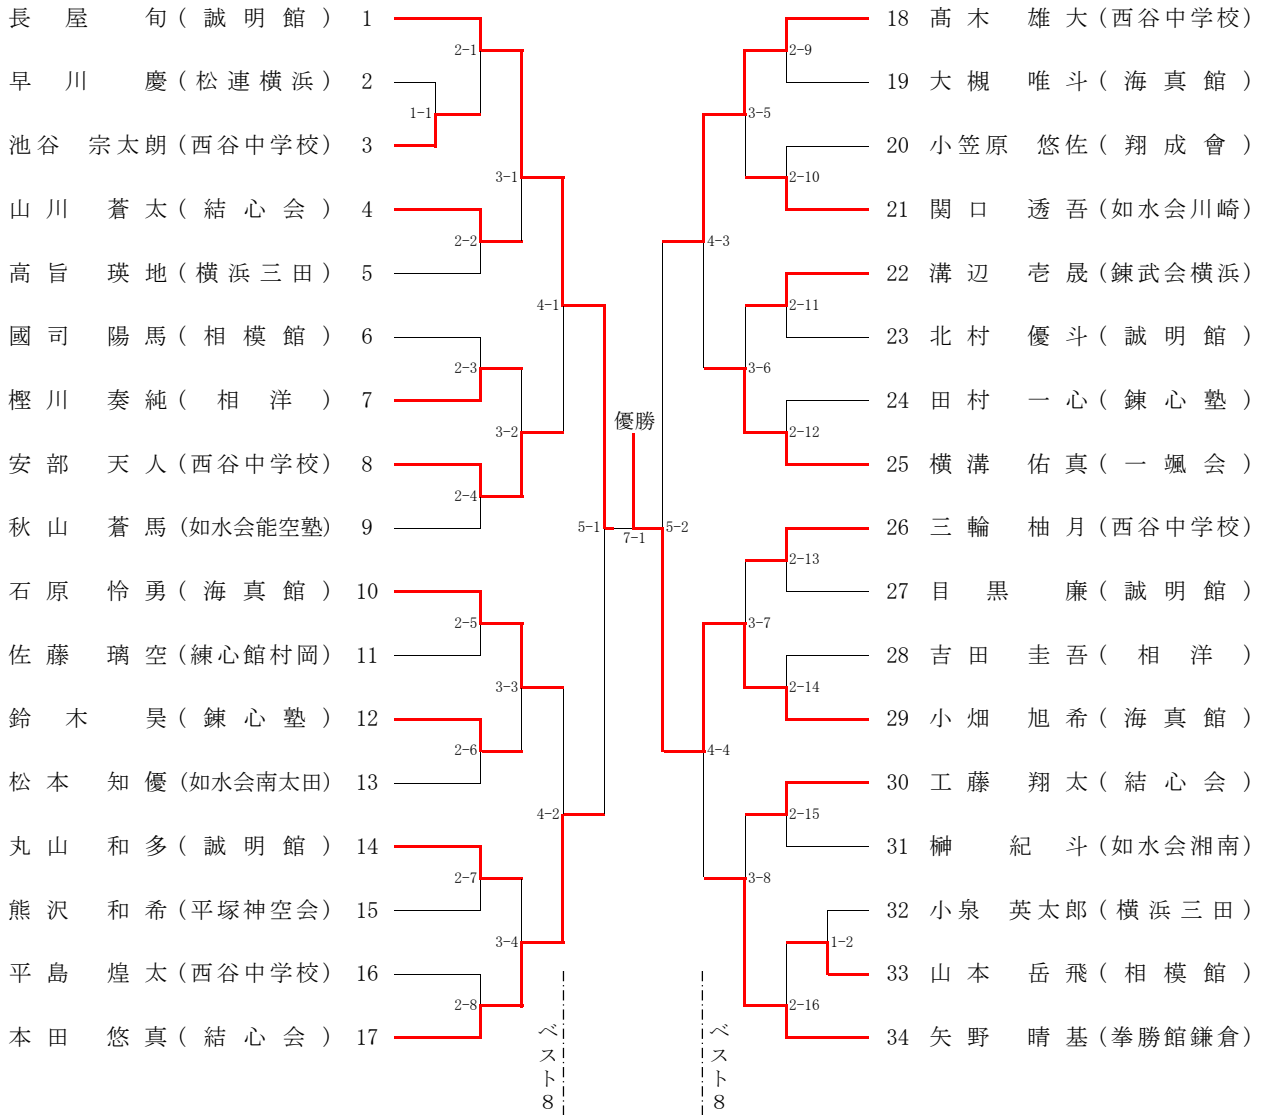 長屋 旬(誠明館) 1
2-1
早川 慶(松連横浜) 2
1-1
池谷 宗太朗(西谷中学校) 3
3-1
山川 蒼太(結心会) 4
2-2
高旨 瑛地(横浜三田) 5
4-1
國司 陽馬(相模館) 6
2-3
樫川 奏純(相洋) 7
3-2
安部 天人(西谷中学校) 8
2-4
秋山 蒼馬(如水会能空塾) 9
5-1
石原 怜勇(海真館) 10
2-5
佐藤 璃空(練心館村岡) 11
3-3
鈴木 昊(錬心塾) 12
2-6
松本 知優(如水会南太田) 13
4-2
丸山 和多(誠明館) 14
2-7
熊沢 和希(平塚神空会) 15
3-4
平島 煌太(西谷中学校) 16
2-8
本田 悠真(結心会) 17
ベスト8
優勝
7-1
18 髙木 雄大(西谷中学校)
2-9
19 大槻 唯斗(海真館)
3-5
20 小笠原 悠佐(翔成會)
2-10
21 関口 透吾(如水会川崎)
4-3
22 溝辺 壱晟(錬武会横浜)
2-11
23 北村 優斗(誠明館)
3-6
24 田村 一心(錬心塾)
2-12
25 横溝 佑真(一颯会)
5-2
26 三輪 柚月(西谷中学校)
2-13
27 目黒 廉(誠明館)
3-7
28 吉田 圭吾(相洋)
2-14
29 小畑 旭希(海真館)
4-4
30 工藤 翔太(結心会)
2-15
31 榊 紀斗(如水会湘南)
3-8
32 小泉 英太郎(横浜三田)
1-2
33 山本 岳飛(相模館)
2-16
34 矢野 晴基(拳勝館鎌倉)
ベスト8